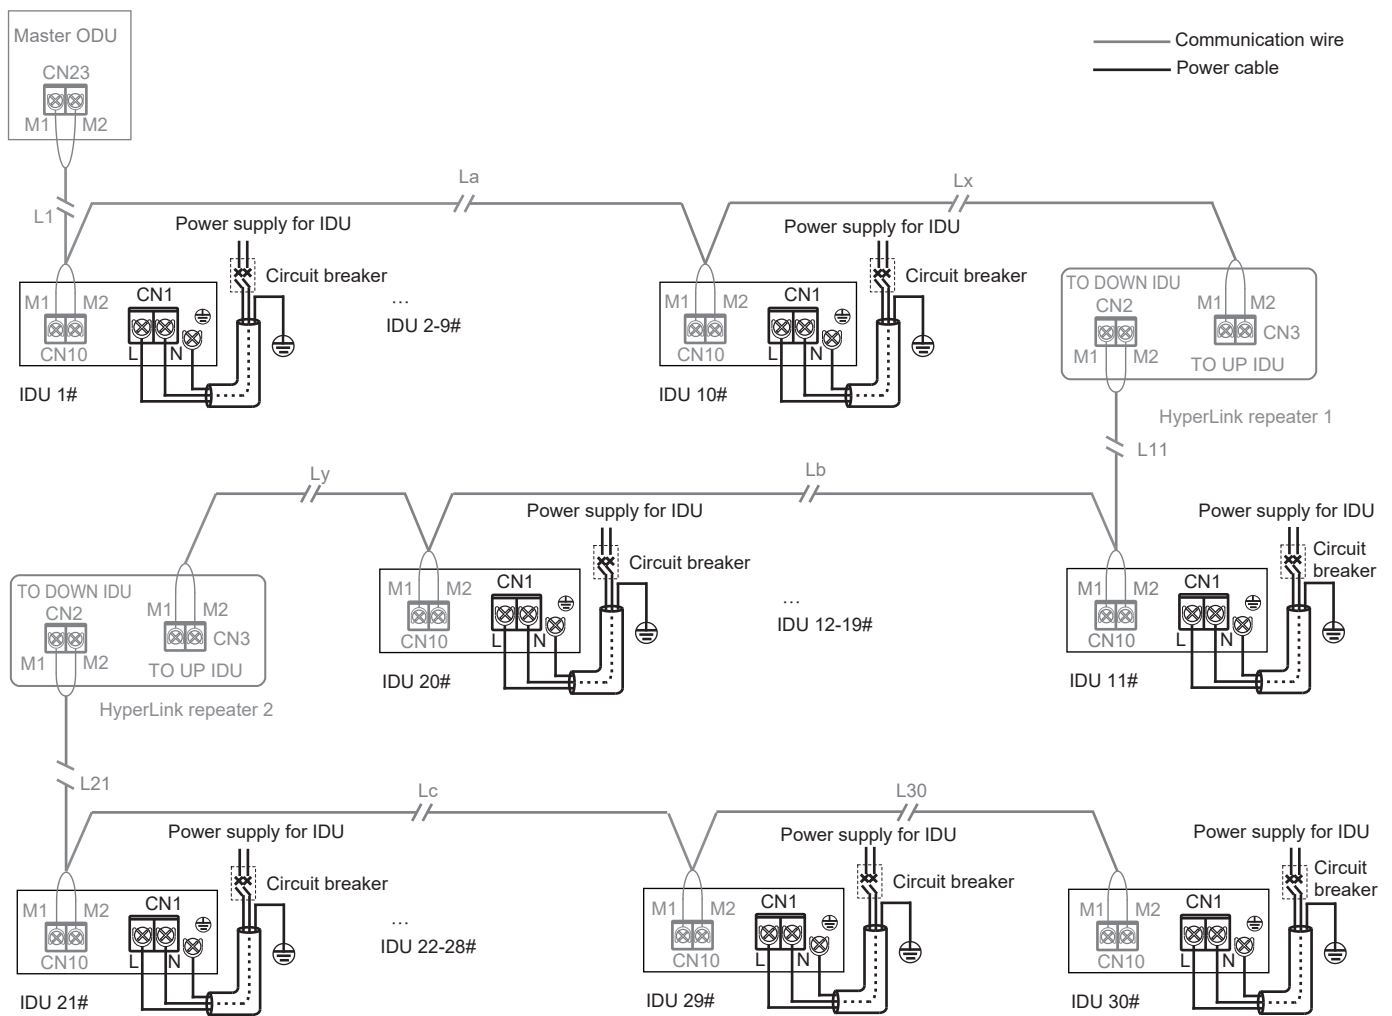 Master ODU
CN23
M1 M2
Communication wire
Power cable
L1
La
Lx
Power supply for IDU
Circuit breaker
M1 M2
CN1
CN10
L N
IDU 1#
...
IDU 2-9#
Power supply for IDU
Circuit breaker
M1 M2
CN1
CN10
L N
IDU 10#
TO DOWN IDU
CN2
M1 M2
M1 M2
CN3
TO UP IDU
HyperLink repeater 1
L11
Ly
Lb
TO DOWN IDU
CN2
M1 M2
M1 M2
CN3
TO UP IDU
HyperLink repeater 2
Power supply for IDU
Circuit breaker
M1 M2
CN1
CN10
L N
IDU 20#
...
IDU 12-19#
Power supply for IDU
Circuit
breaker
M1 M2
CN1
CN10
L N
IDU 11#
L21
Lc
L30
Power supply for IDU
Circuit breaker
M1 M2
CN1
CN10
L N
IDU 21#
...
IDU 22-28#
Power supply for IDU
Circuit breaker
M1 M2
CN1
CN10
L N
IDU 29#
Power supply for IDU
Circuit
breaker
M1 M2
CN1
CN10
L N
IDU 30#